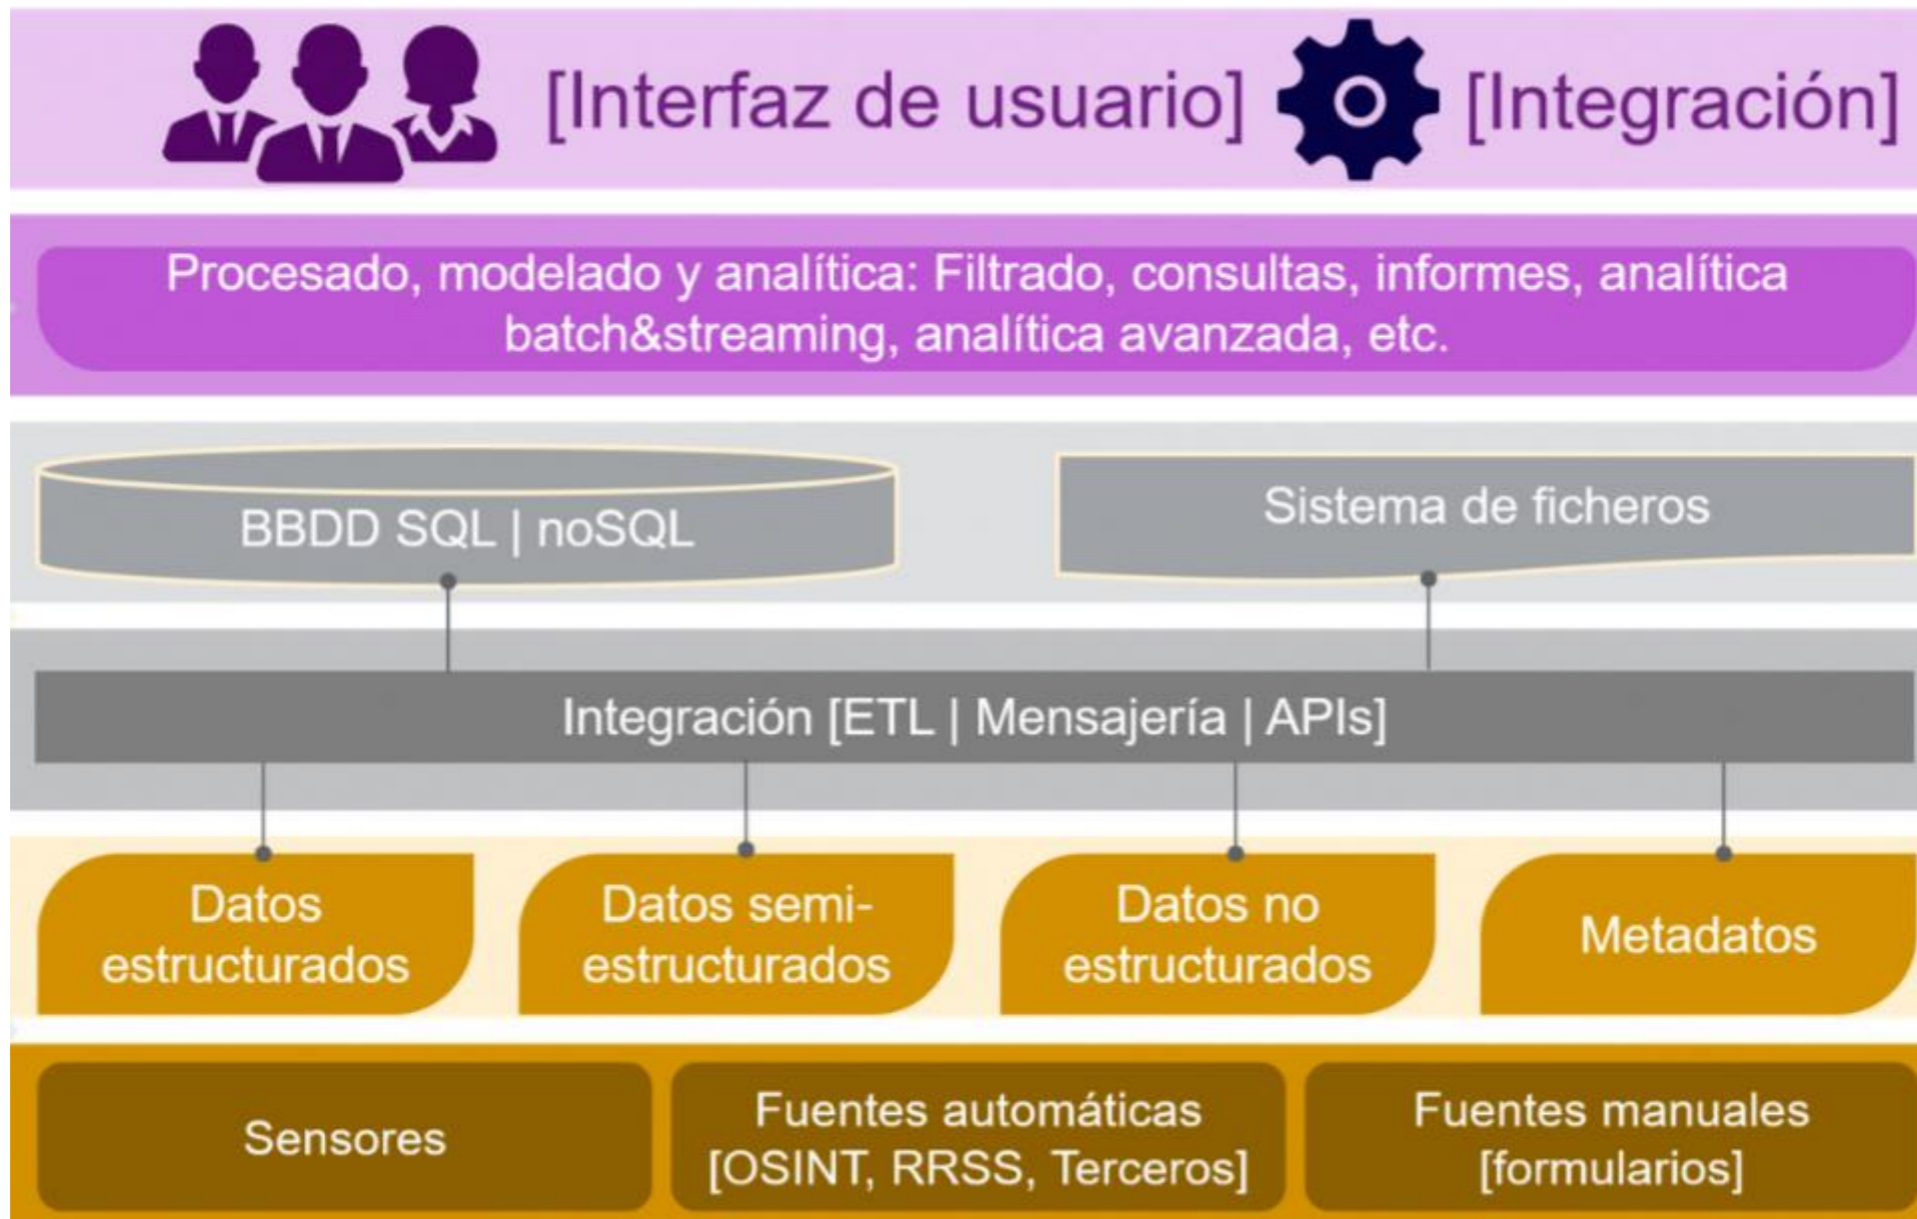 [Interfaz de usuario] [Integración]
Procesado, modelado y analítica: Filtrado, consultas, informes, analítica
batch&streaming, analítica avanzada, etc.
BBDD SQL | noSQL
Sistema de ficheros
Integración [ETL | Mensajería | APIs]
Datos
estructurados
Datos semi-
estructurados
Datos no
estructurados
Metadatos
Sensores
Fuentes automáticas
[OSINT, RRSS, Terceros]
Fuentes manuales
[formularios]